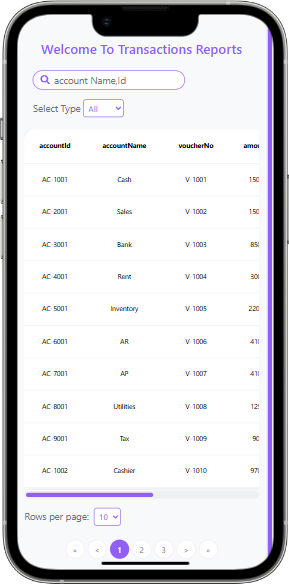 Welcome To Transactions Reports
account Name,Id
Select Type All
accountId accountName voucherNo amou
AC-1001 Cash V-1001 150
AC-2001 Sales V-1002 150
AC-3001 Bank V-1003 850
AC-4001 Rent V-1004 300
AC-5001 Inventory V-1005 220
AC-6001 AR V-1006 410
AC-7001 AP V-1007 410
AC-8001 Utilities V-1008 125
AC-9001 Tax V-1009 90
AC-1002 Cashier V-1010 970
Rows per page: 10
« < 1 2 3 > »